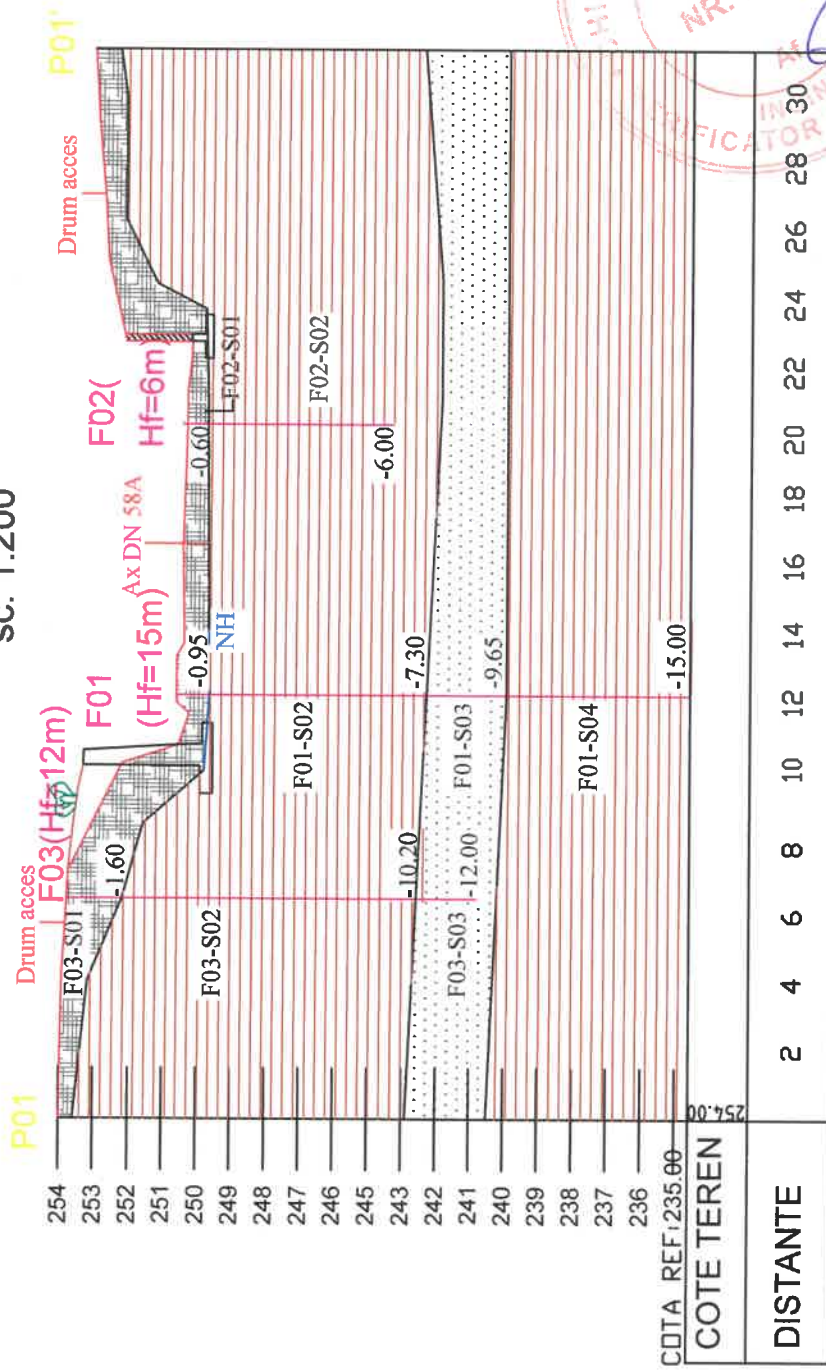 sc. 1:200
P01
P01'
Drum acces
Drum acces
F03(Hf=12m)
F01
(Hf=15m)
Ax DN 58A
F02(
Hf=6m)
254
253
252
251
250
249
248
247
246
245
243
242
241
240
239
238
237
236
COTA REF:235.00
F03-S01
-1.60
F03-S02
-10.20
F03-S03
-12.00
-0.95
NH
F01-S02
-7.30
F01-S03
-9.65
F01-S04
-15.00
-0.60
F02-S01
F02-S02
-6.00
COTE TEREN
254.00
DISTANTE
2 4 6 8 10 12 14 16 18 20 22 24 26 28 30
NR.
Af